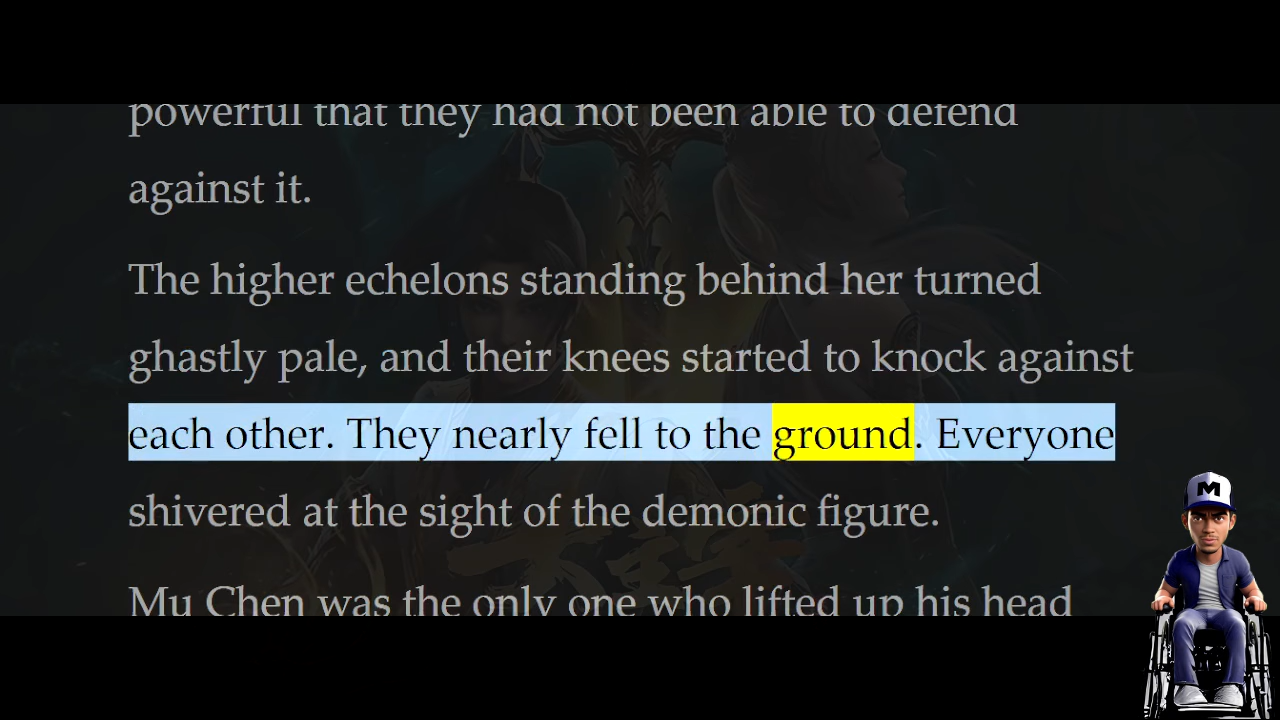 powerful that they had not been able to defend
against it.
The higher echelons standing behind her turned
ghastly pale, and their knees started to knock against
each other. They nearly fell to the ground. Everyone
shivered at the sight of the demonic figure.
Mu Chen was the only one who lifted up his head
M